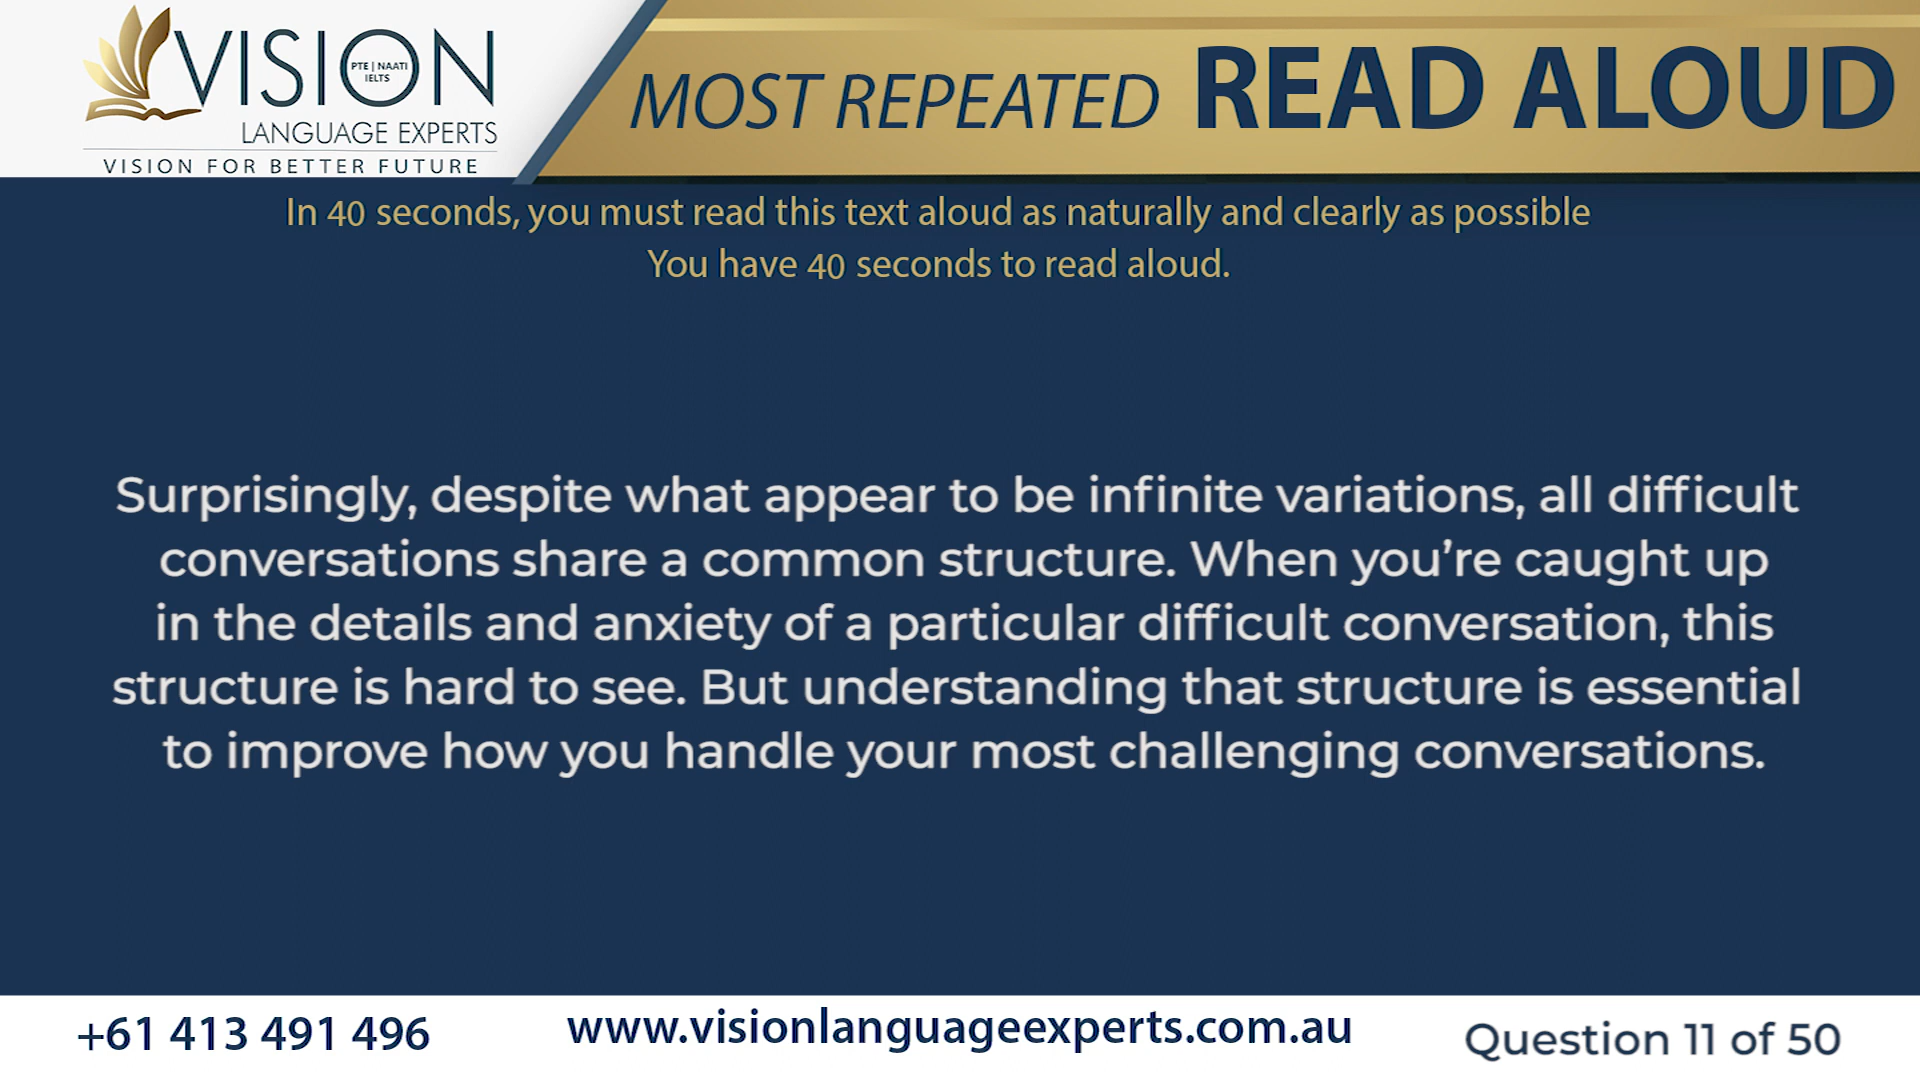 VISION
PTE | NAATI
IELTS
LANGUAGE EXPERTS
VISION FOR BETTER FUTURE
MOST REPEATED READ ALOUD
In 40 seconds, you must read this text aloud as naturally and clearly as possible
You have 40 seconds to read aloud.
Surprisingly, despite what appear to be infinite variations, all difficult
conversations share a common structure. When you’re caught up
in the details and anxiety of a particular difficult conversation, this
structure is hard to see. But understanding that structure is essential
to improve how you handle your most challenging conversations.
+61 413 491 496
www.visionlanguageexperts.com.au
Question 11 of 50